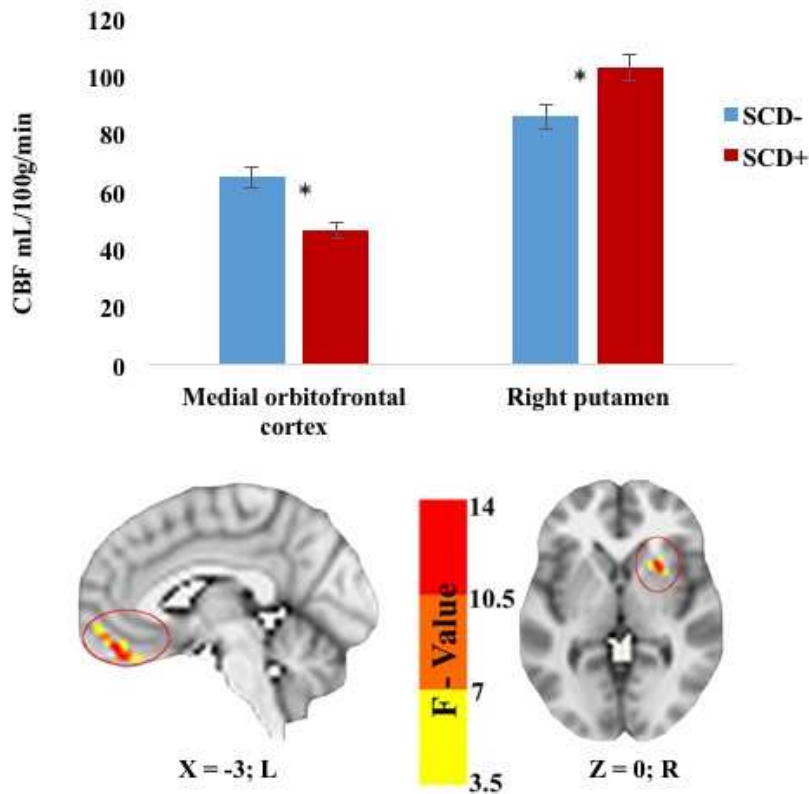 120
100
80
60
40
20
0
CBF mL/100g/min
*
*
SCD-
SCD+
Medial orbitofrontal
cortex
Right putamen
14
10.5
7
3.5
F - Value
X = -3; L
Z = 0; R